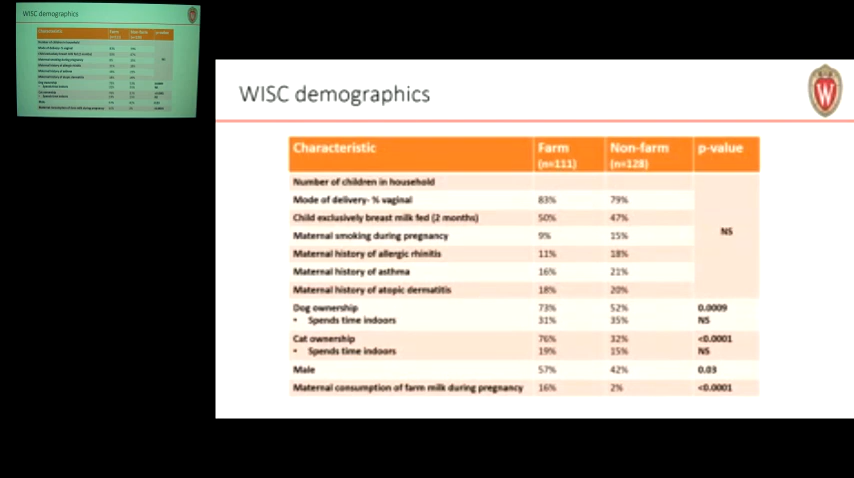 WISC demographics
WISC demographics
Characteristic Farm (n=111) Non-farm (n=128) p-value
Number of children in household
Mode of delivery- % vaginal 83% 79%
Child exclusively breast milk fed (2 months) 50% 47%
Maternal smoking during pregnancy 9% 15% NS
Maternal history of allergic rhinitis 11% 18%
Maternal history of asthma 16% 21%
Maternal history of atopic dermatitis 18% 20%
Dog ownership 73% 52% 0.0009
• Spends time indoors 31% 35% NS
Cat ownership 76% 32% <0.0001
• Spends time indoors 19% 15% NS
Male 57% 42% 0.03
Maternal consumption of farm milk during pregnancy 16% 2% <0.0001
W